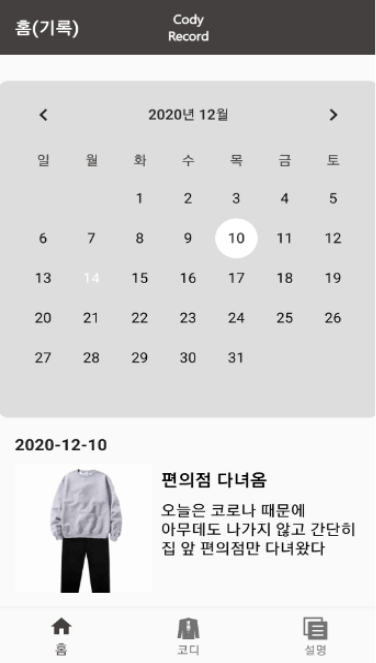 홈(기록)
Cody
Record
2020년 12월
일 월 화 수 목 금 토
1 2 3 4 5
6 7 8 9 10 11 12
13 14 15 16 17 18 19
20 21 22 23 24 25 26
27 28 29 30 31
2020-12-10
편의점 다녀옴
오늘은 코로나 때문에
아무데도 나가지 않고 간단히
집 앞 편의점만 다녀왔다
홈 코디 설명